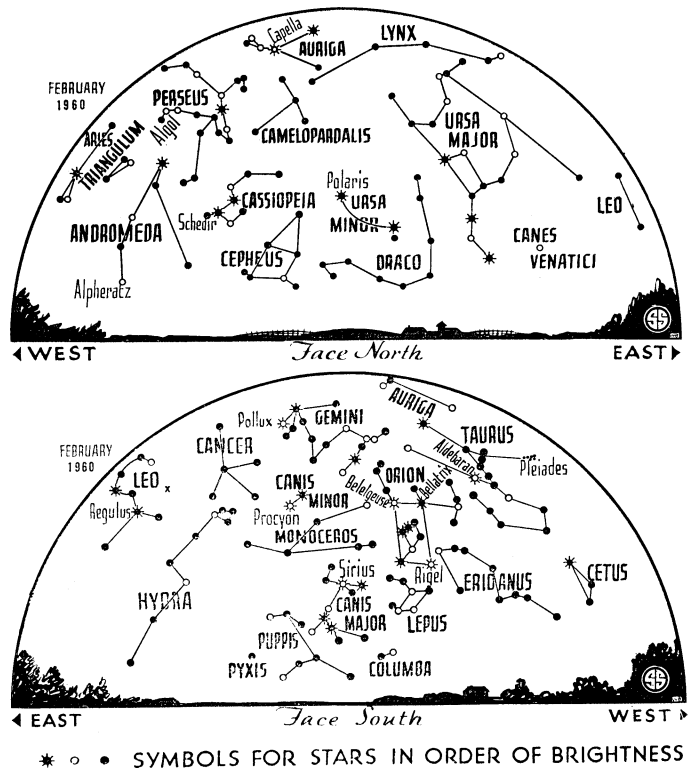 Capella
AURIGA
LYNX
FEBRUARY
1960
PERSEUS
Algol
ARIES
TRIANGULUM
CAMELOPARDALIS
URSA
MAJOR
Polaris
URSA
MINOR
CASSIOPEIA
Schedir
LEO
ANDROMEDA
CEPHEUS
DRACO
CANES
VENATICI
Alpheratz
SS
◀ WEST
Face North
EAST ▶
AURIGA
Pollux
GEMINI
TAURUS
FEBRUARY
1960
CANCER
Aldebaran
Pleiades
LEO
x
CANIS
MINOR
ORION
Betelgeuse
Bellatrix
Regulus
Procyon
MONOCEROS
Sirius
Rigel
ERIDANUS
CETUS
HYDRA
CANIS
MAJOR
LEPUS
PUPPIS
PYXIS
COLUMBA
SS
◀ EAST
Face South
WEST ▶
SYMBOLS FOR STARS IN ORDER OF BRIGHTNESS